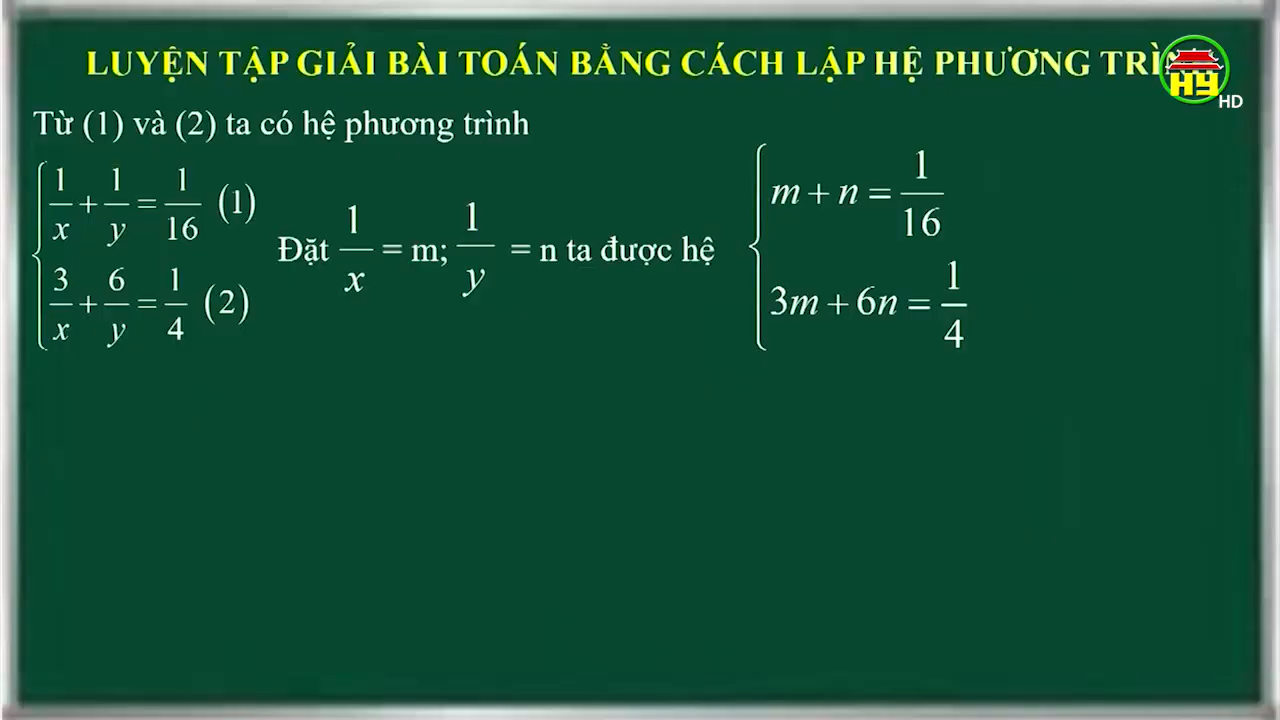 LUYỆN TẬP GIẢI BÀI TOÁN BẰNG CÁCH LẬP HỆ PHƯƠNG
HY HD
Từ (1) và (2) ta có hệ phương trình
1/x + 1/y = 1/16 (1)
3/x + 6/y = 1/4 (2)
Đặt 1/x = m; 1/y = n ta được hệ
m + n = 1/16
3m + 6n = 1/4